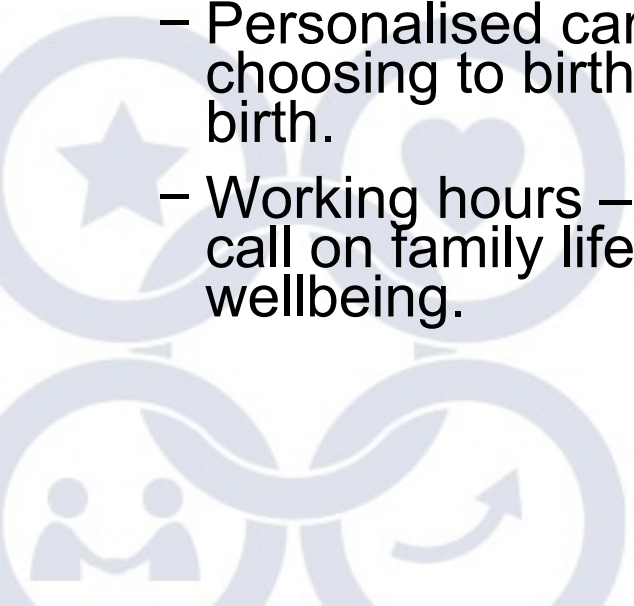 – Personalised car
choosing to birth
birth.
– Working hours –
call on family life
wellbeing.